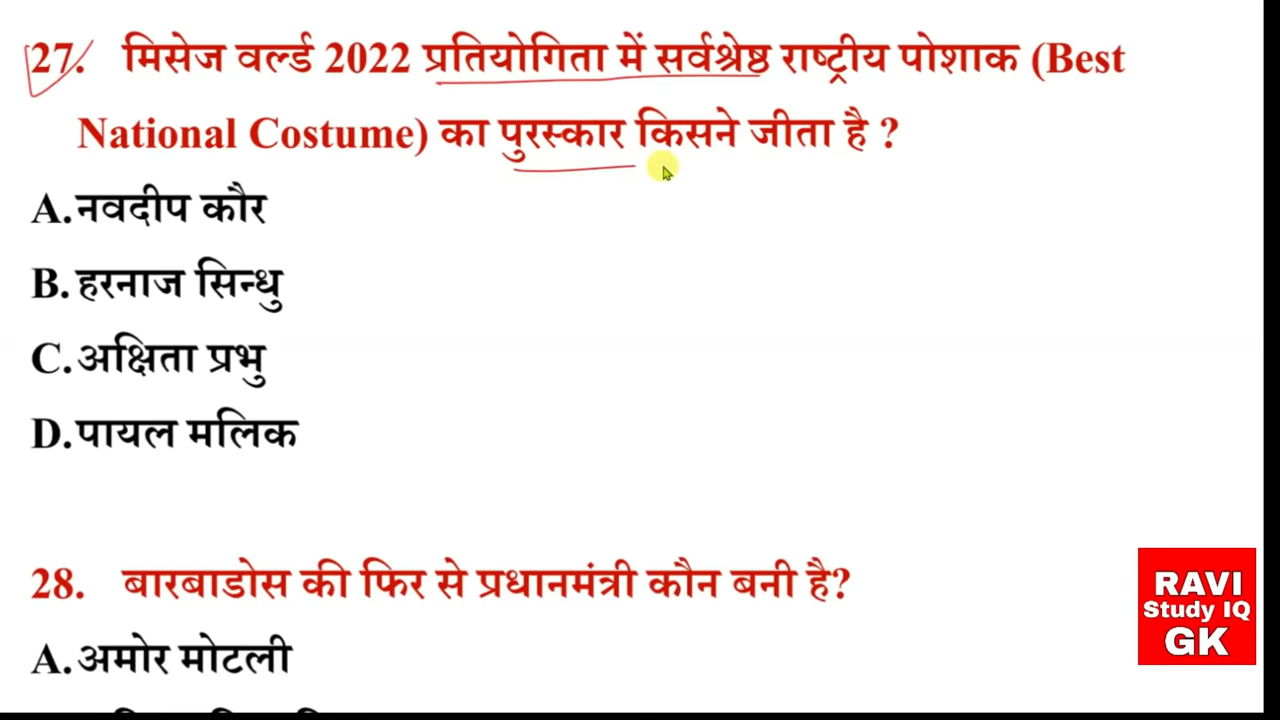 27. मिसेज वर्ल्ड 2022 प्रतियोगिता में सर्वश्रेष्ठ राष्ट्रीय पोशाक (Best
National Costume) का पुरस्कार किसने जीता है ?
A. नवदीप कौर
B. हरनाज सिन्धु
C. अक्षिता प्रभु
D. पायल मलिक
28. बारबाडोस की फिर से प्रधानमंत्री कौन बनी है?
A. अमोर मोटली
RAVI
Study IQ
GK